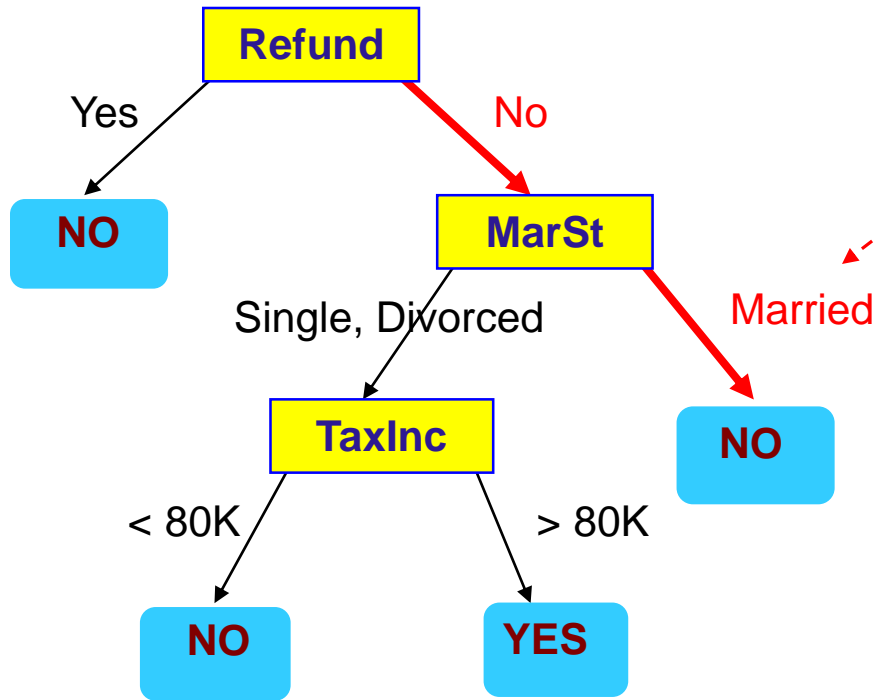 Refund
Yes
No
NO
MarSt
Single, Divorced
Married
TaxInc
NO
< 80K
> 80K
NO
YES